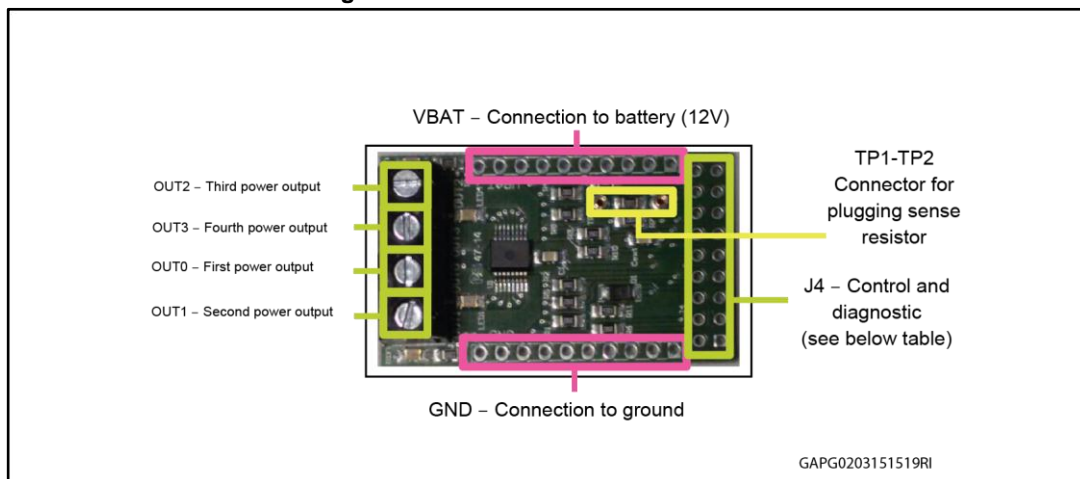 VBAT – Connection to battery (12V)
OUT2 – Third power output
OUT3 – Fourth power output
OUT0 – First power output
OUT1 – Second power output
TP1-TP2
Connector for
plugging sense
resistor
J4 – Control and
diagnostic
(see below table)
GND – Connection to ground
GAPG0203151519RI
47-14